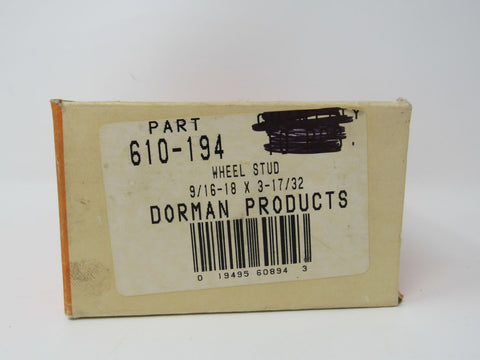 PART
610-194
WHEEL STUD
9/16-18 X 3-17/32
DORMAN PRODUCTS
0 19495 60894 3